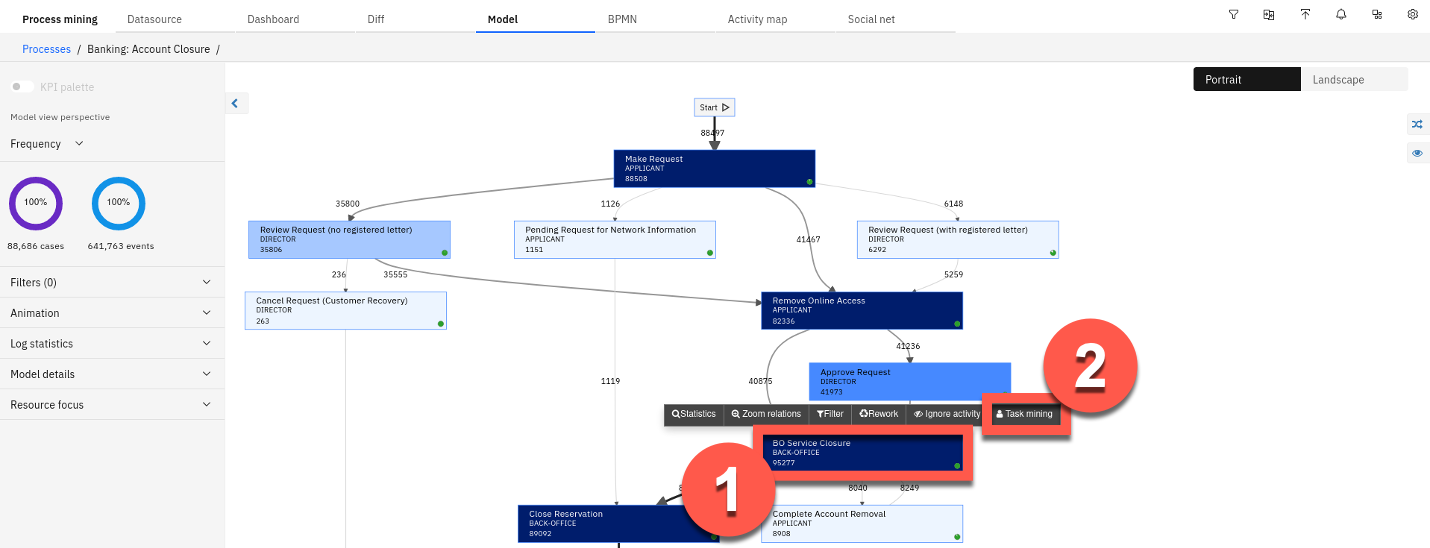 Process mining
Datasource
Dashboard
Diff
Model
BPMN
Activity map
Social net
Processes / Banking: Account Closure /
KPI palette
Model view perspective
Frequency
100%
100%
88,686 cases
641,763 events
Filters (0)
Animation
Log statistics
Model details
Resource focus
Portrait
Landscape
Start
88497
Make Request
APPLICANT
88508
35800
1126
41467
6148
Review Request (no registered letter)
DIRECTOR
35806
Pending Request for Network Information
APPLICANT
1151
Review Request (with registered letter)
DIRECTOR
6292
236
35555
5259
Cancel Request (Customer Recovery)
DIRECTOR
263
Remove Online Access
APPLICANT
82336
41236
1119
40875
Approve Request
DIRECTOR
41973
2
Statistics
Zoom relations
Filter
Rework
Ignore activity
Task mining
BO Service Closure
BACK-OFFICE
95277
1
8040
8249
Close Reservation
BACK-OFFICE
89092
Complete Account Removal
APPLICANT
8908